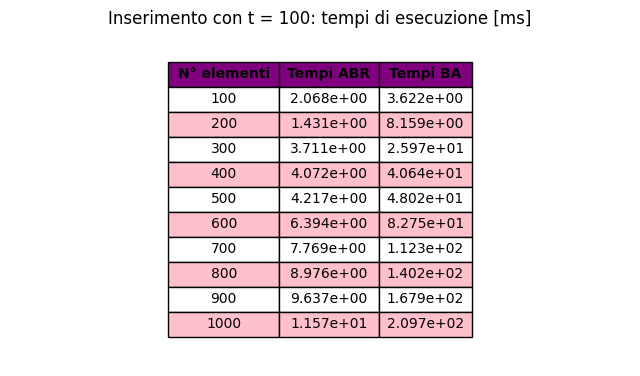 Inserimento con t = 100: tempi di esecuzione [ms]
N° elementi Tempi ABR Tempi BA
100 2.068e+00 3.622e+00
200 1.431e+00 8.159e+00
300 3.711e+00 2.597e+01
400 4.072e+00 4.064e+01
500 4.217e+00 4.802e+01
600 6.394e+00 8.275e+01
700 7.769e+00 1.123e+02
800 8.976e+00 1.402e+02
900 9.637e+00 1.679e+02
1000 1.157e+01 2.097e+02